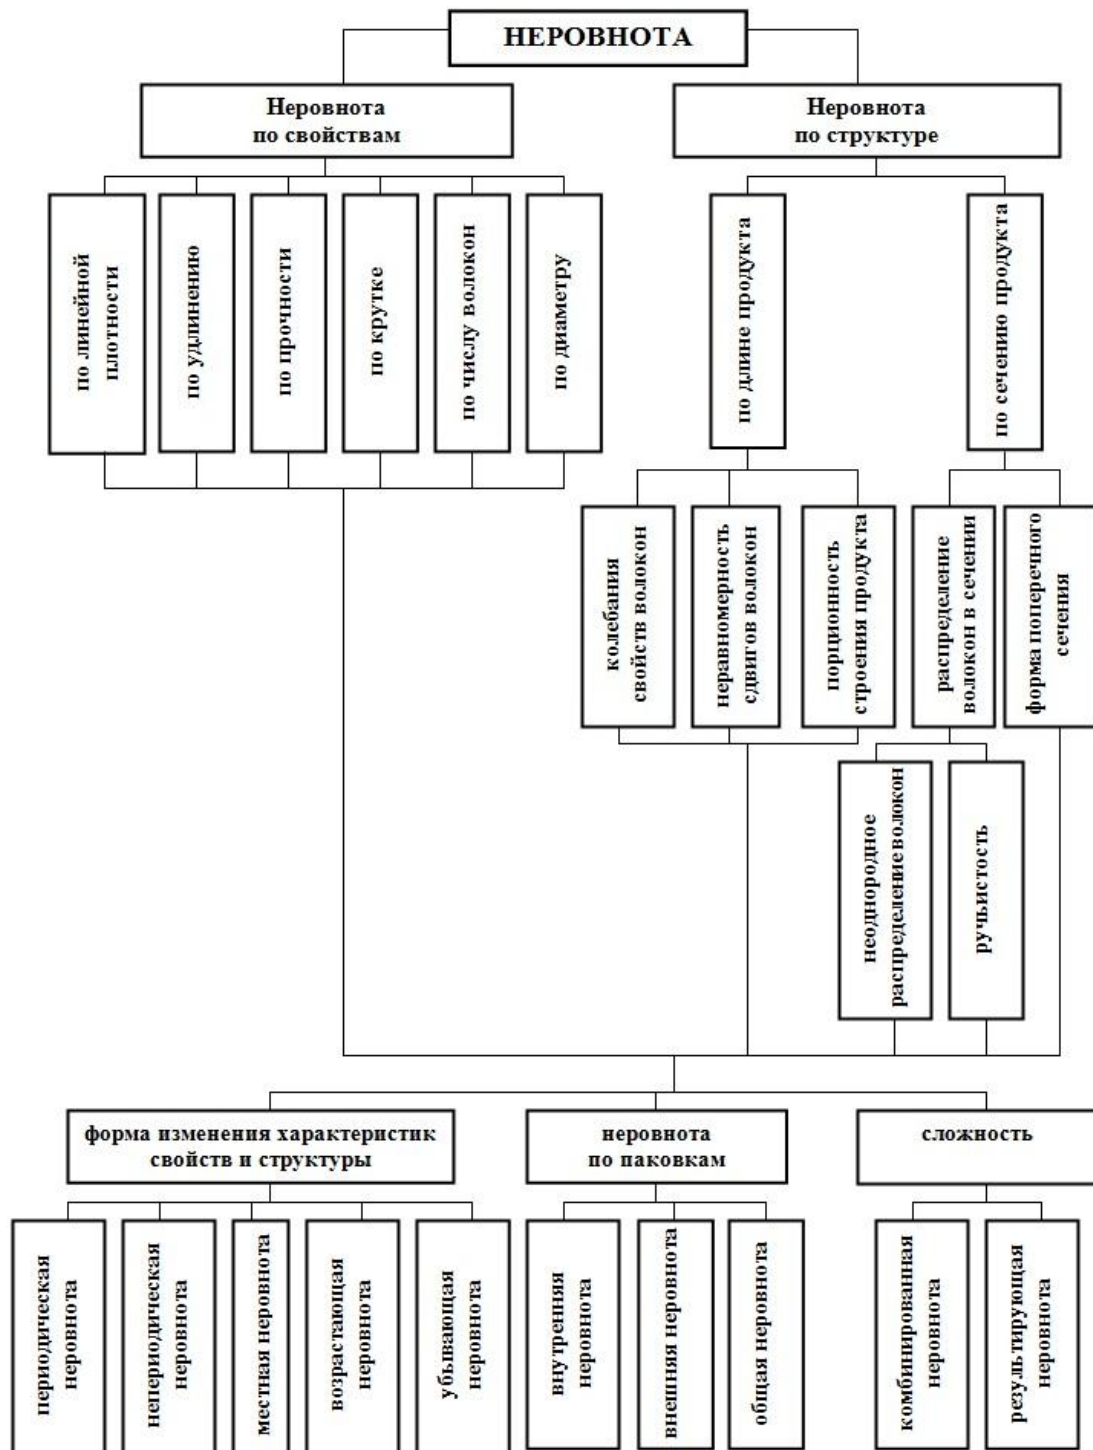 НЕРОВНОТА
Неровнота
по свойствам
Неровнота
по структуре
по линейной
плотности
по удлинению
по прочности
по крутке
по числу волокон
по диаметру
по длине продукта
по сечению продукта
колебания
свойств волокон
неравномерность
сдвигов волокон
порционность
строения продукта
распределение
волокон в сечении
форма поперечного
сечения
неоднородное
распределениеволокон
ручьистость
форма изменения характеристик
свойств и структуры
неровнота
по паковкам
сложность
периодическая
неровнота
непериодическая
неровнота
местная неровнота
возрастающая
неровнота
убывающая
неровнота
внутренняя
неровнота
внешняя неровнота
общая неровнота
комбинированная
неровнота
результирующая
неровнота